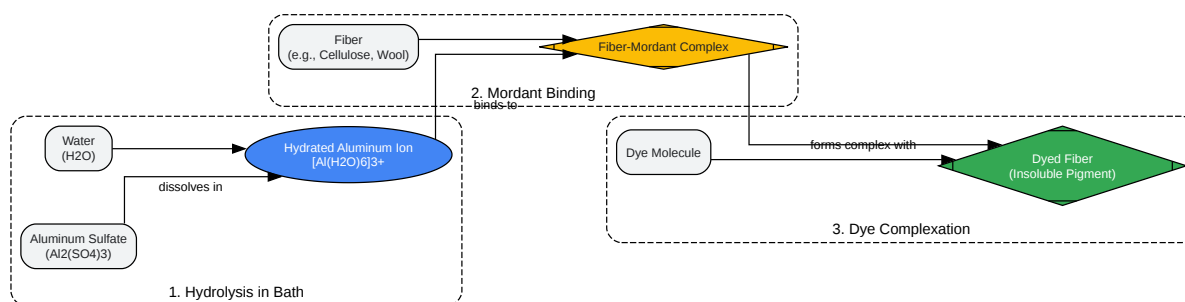 Fiber
(e.g., Cellulose, Wool)
Fiber-Mordant Complex
2. Mordant Binding
binds to
Water
(H2O)
Hydrated Aluminum Ion
[Al(H2O)6]3+
dissolves in
Aluminum Sulfate
(Al2(SO4)3)
1. Hydrolysis in Bath
Dye Molecule
forms complex with
Dyed Fiber
(Insoluble Pigment)
3. Dye Complexation